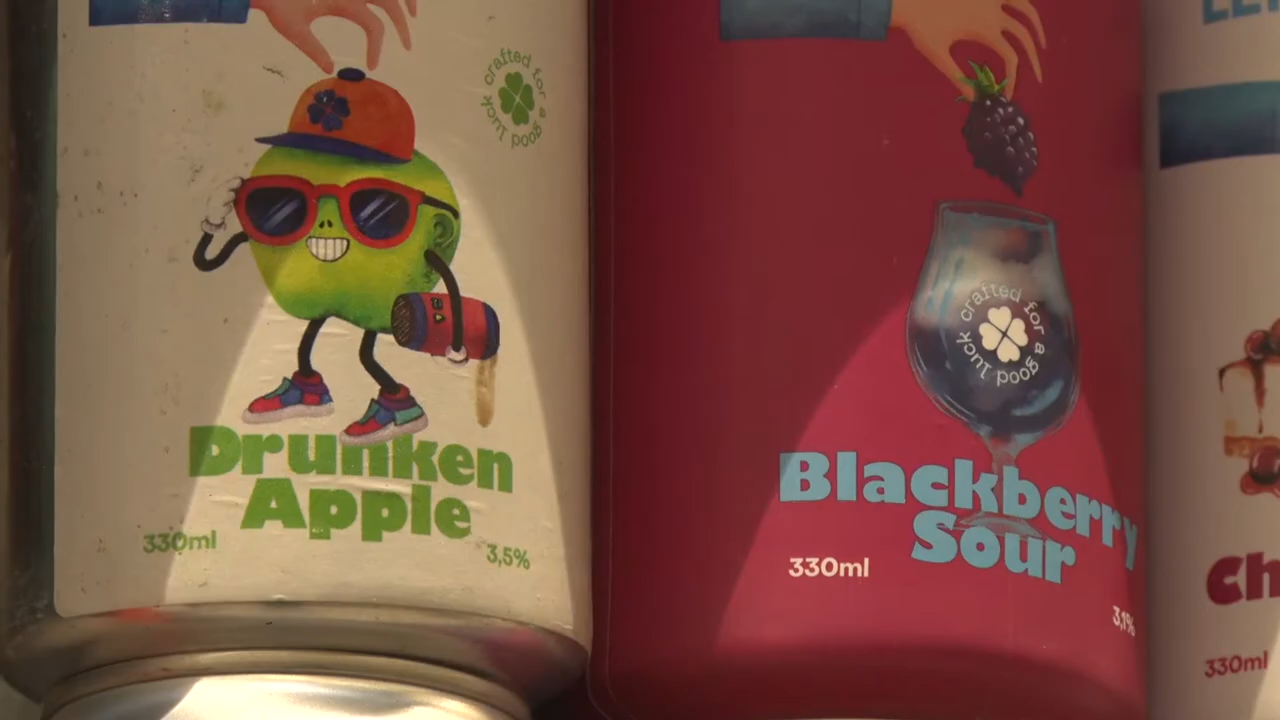 crafted for a good luck
Drunken
Apple
330ml
3,5%
crafted for a good luck
Blackberry
Sour
330ml
3,1%
Ch
330ml